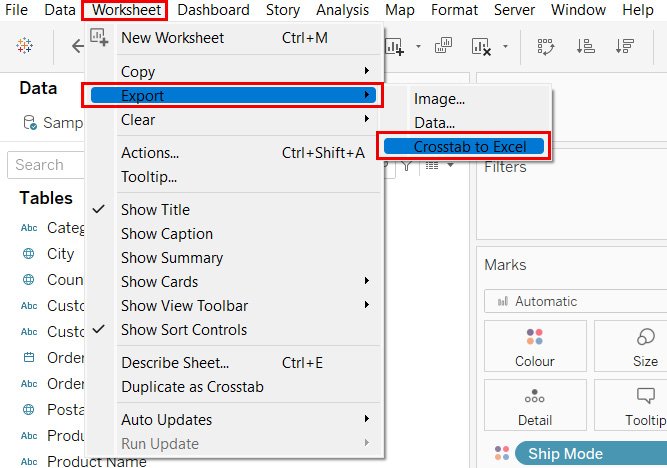 File Data Worksheet Dashboard Story Analysis Map Format Server Window Help
New Worksheet Ctrl+M
Copy
Export
Clear
Actions... Ctrl+Shift+A
Tooltip...
Show Title
Show Caption
Show Summary
Show Cards
Show View Toolbar
Show Sort Controls
Describe Sheet... Ctrl+E
Duplicate as Crosstab
Auto Updates
Run Update
Image...
Data...
Crosstab to Excel
Data
Samp
Search
Tables
Abc Categ
City
Coun
Abc Custo
Abc Custo
Order
Abc Order
Posta
Abc Produ
Abc Product Name
Filters
Marks
Automatic
Colour
Size
Detail
Tooltip
Ship Mode